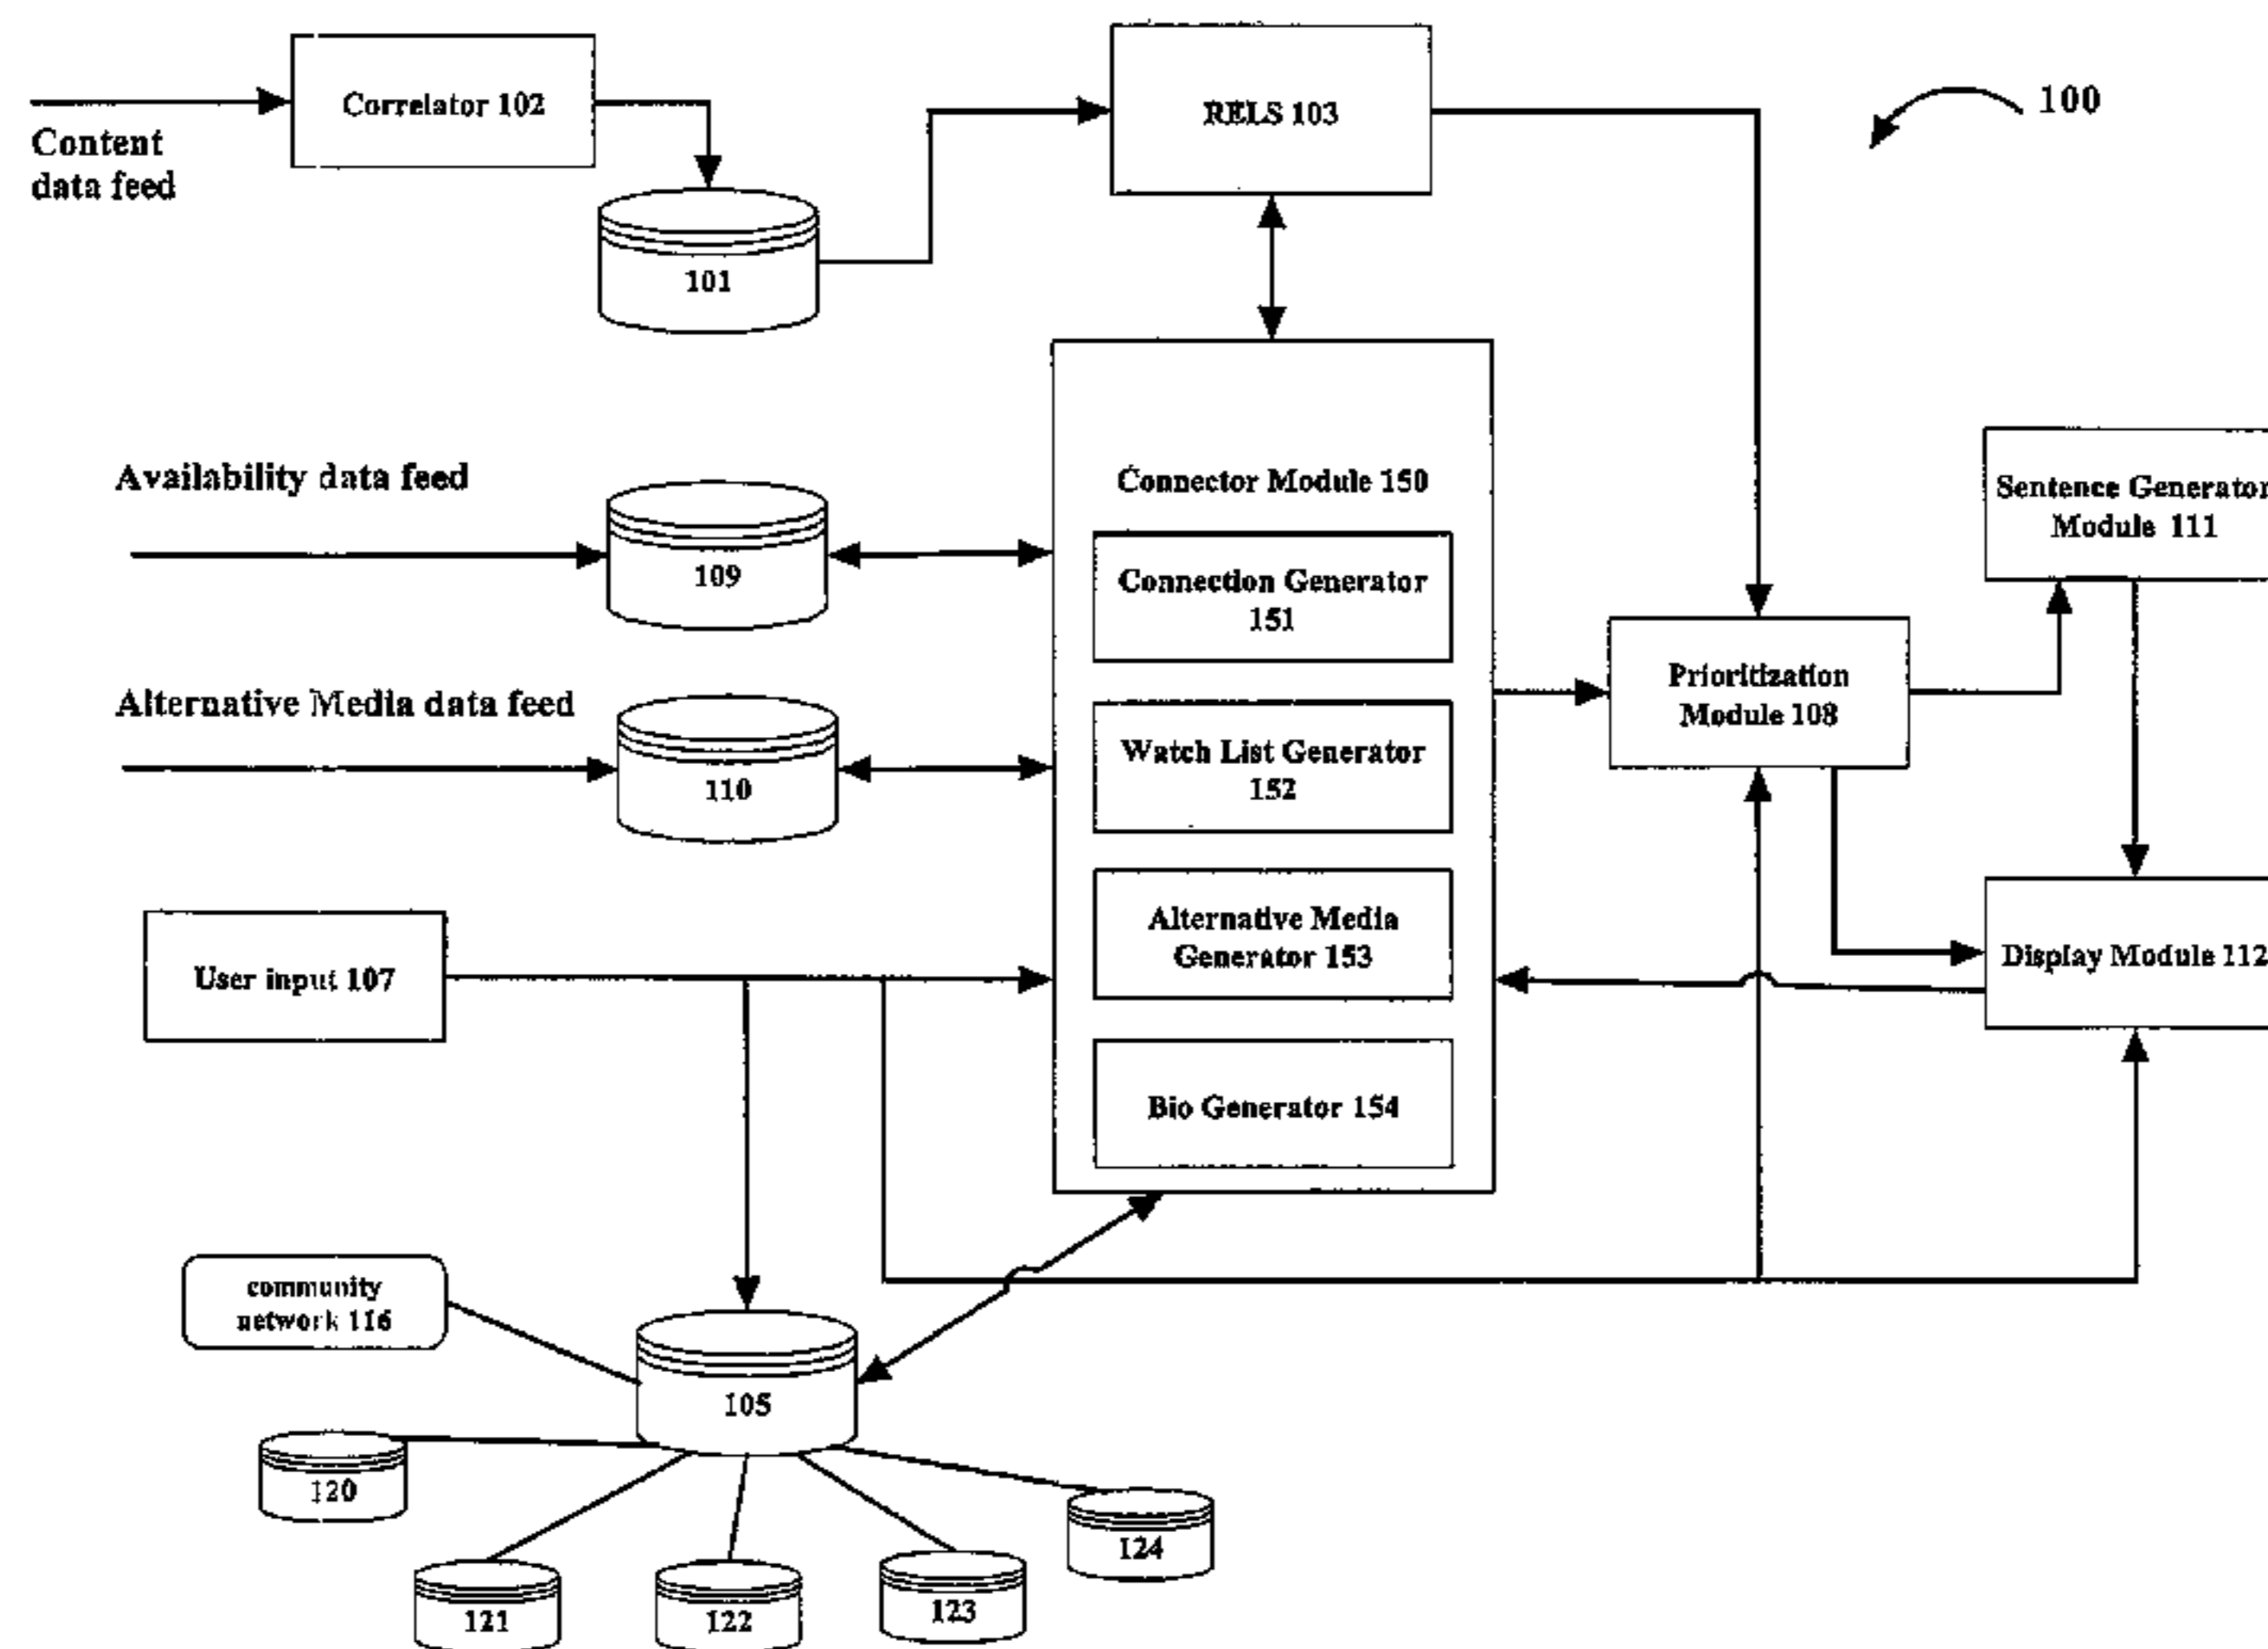 Correlator 102
RELS 103
100
Content
data feed
101
Availability data feed
109
Connector Module 150
Sentence Generator
Module 111
Connection Generator
151
Alternative Media data feed
110
Prioritization
Module 108
Watch List Generator
152
Alternative Media
Generator 153
User input 107
Display Module 112
Bio Generator 154
community
network 116
105
120
121
122
123
124